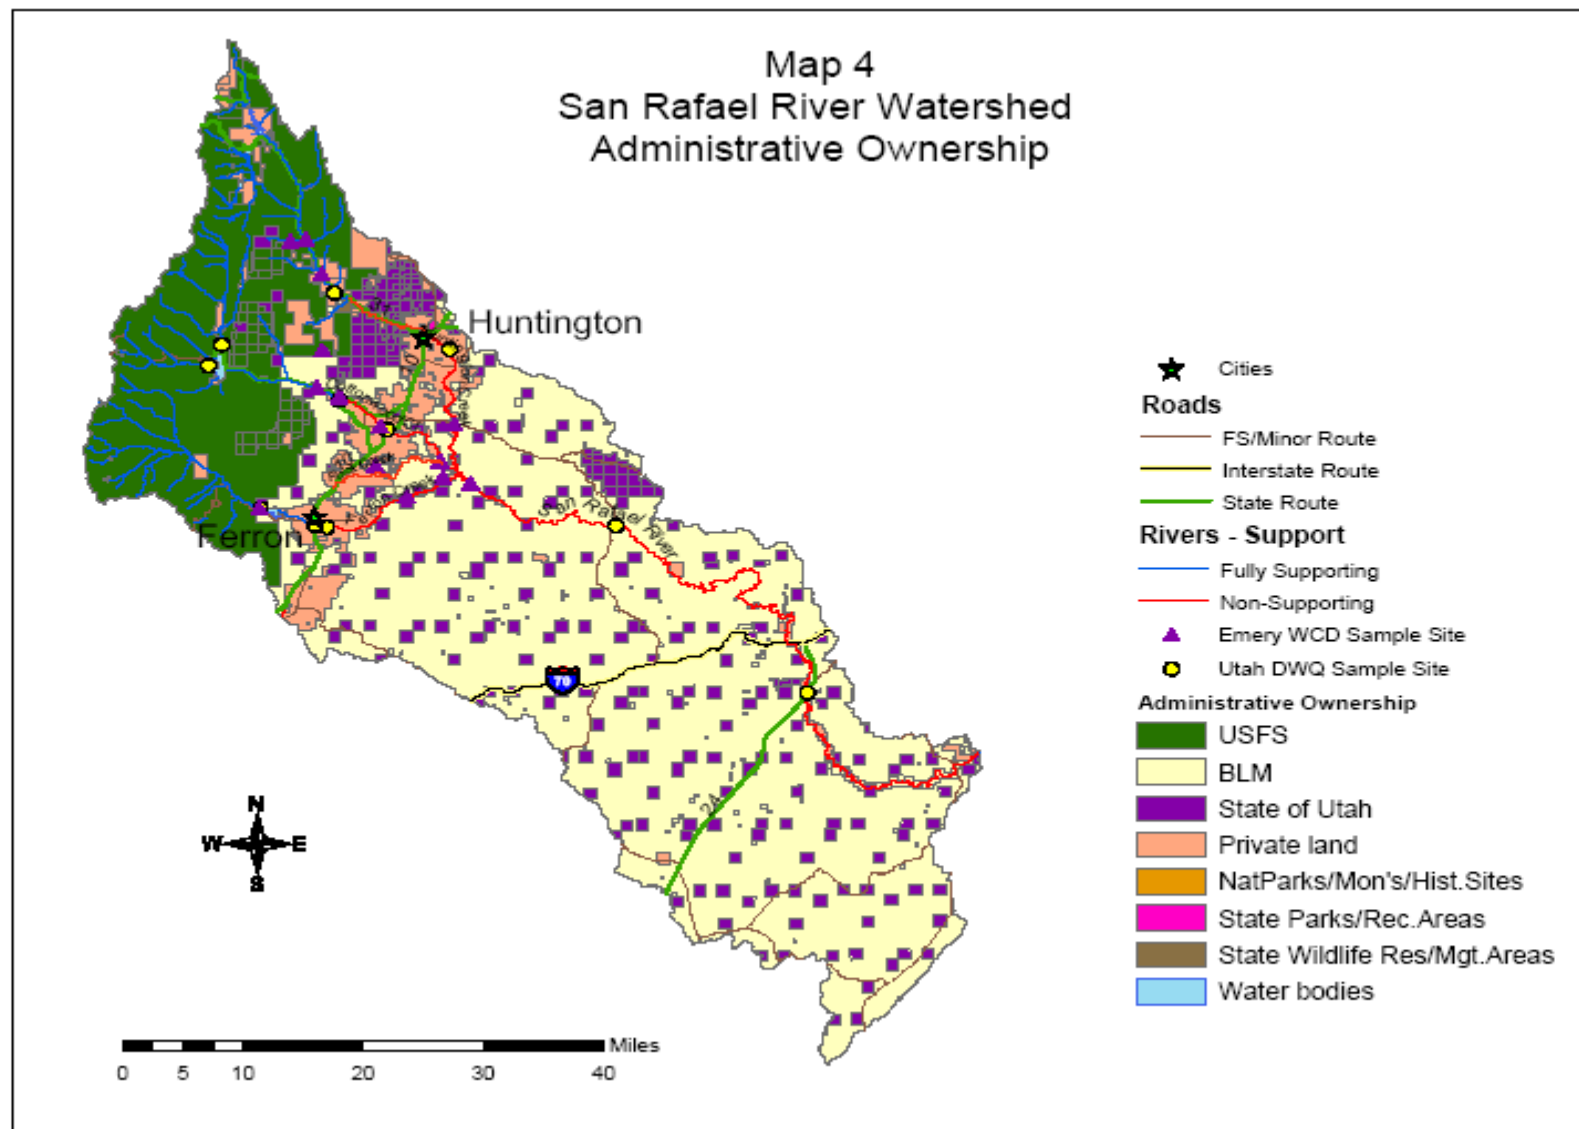 Map 4
San Rafael River Watershed
Administrative Ownership
Huntington
Ferron
San Rafael River
10
70
24
N
W E
S
Miles
0 5 10 20 30 40
Cities
Roads
FS/Minor Route
Interstate Route
State Route
Rivers - Support
Fully Supporting
Non-Supporting
Emery WCD Sample Site
Utah DWQ Sample Site
Administrative Ownership
USFS
BLM
State of Utah
Private land
NatParks/Mon's/Hist.Sites
State Parks/Rec.Areas
State Wildlife Res/Mgt.Areas
Water bodies